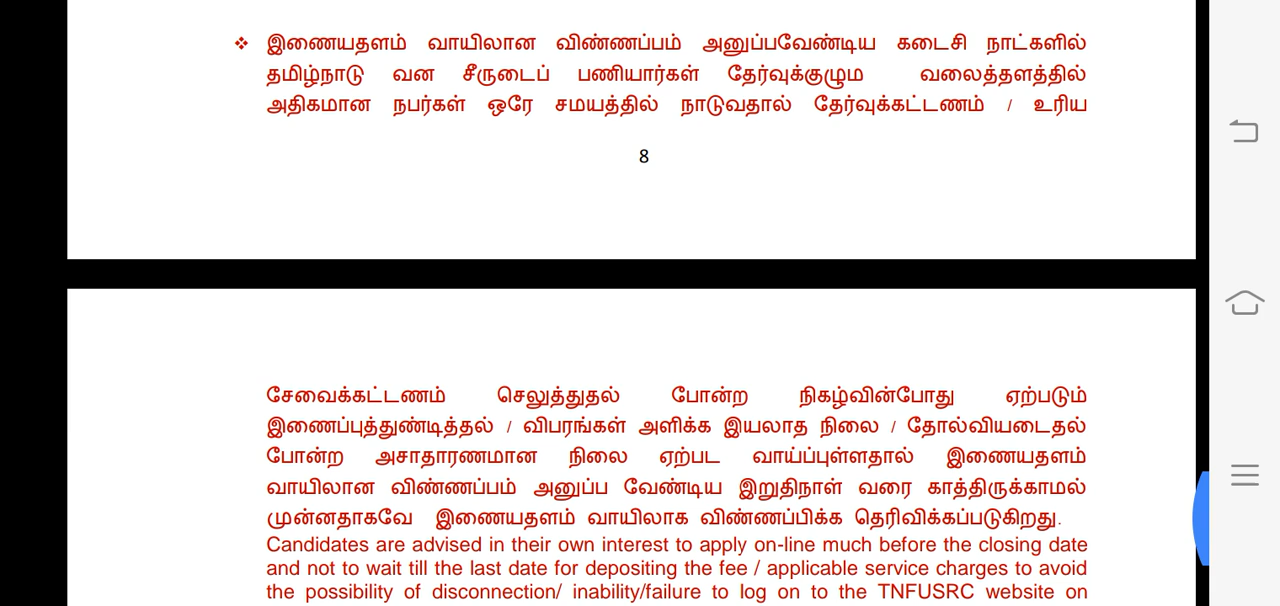 ❖ இணையதளம் வாயிலான விண்ணப்பம் அனுப்பவேண்டிய கடைசி நாட்களில்
தமிழ்நாடு வன சீருடைப் பணியார்கள் தேர்வுக்குழும வலைத்தளத்தில்
அதிகமான நபர்கள் ஒரே சமயத்தில் நாடுவதால் தேர்வுக்கட்டணம் / உரிய
8
சேவைக்கட்டணம் செலுத்துதல் போன்ற நிகழ்வின்போது ஏற்படும்
இணைப்புத்துண்டித்தல் / விபரங்கள் அளிக்க இயலாத நிலை / தோல்வியடைதல்
போன்ற அசாதாரணமான நிலை ஏற்பட வாய்ப்புள்ளதால் இணையதளம்
வாயிலான விண்ணப்பம் அனுப்ப வேண்டிய இறுதிநாள் வரை காத்திருக்காமல்
முன்னதாகவே இணையதளம் வாயிலாக விண்ணப்பிக்க தெரிவிக்கப்படுகிறது.
Candidates are advised in their own interest to apply on-line much before the closing date
and not to wait till the last date for depositing the fee / applicable service charges to avoid
the possibility of disconnection/ inability/failure to log on to the TNFUSRC website on